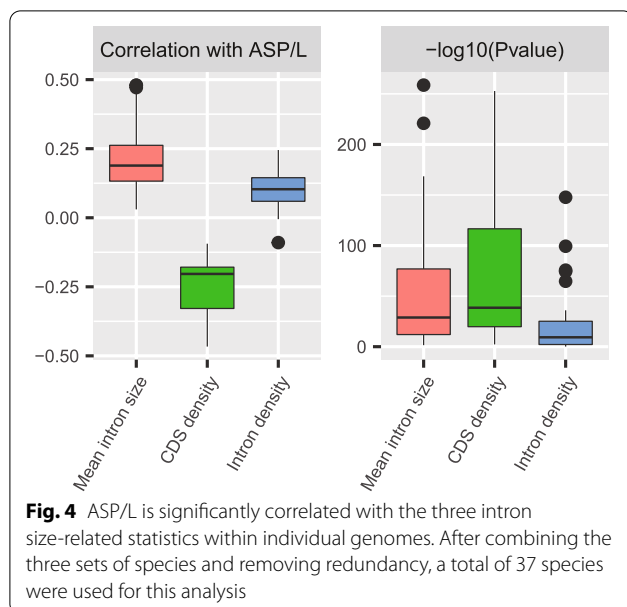 Correlation with ASP/L
−log10(Pvalue)
0.50
0.25
0.00
−0.25
−0.50
200
100
0
Mean intron size
CDS density
Intron density
Mean intron size
CDS density
Intron density
Fig. 4 ASP/L is significantly correlated with the three intron
size-related statistics within individual genomes. After combining the
three sets of species and removing redundancy, a total of 37 species
were used for this analysis